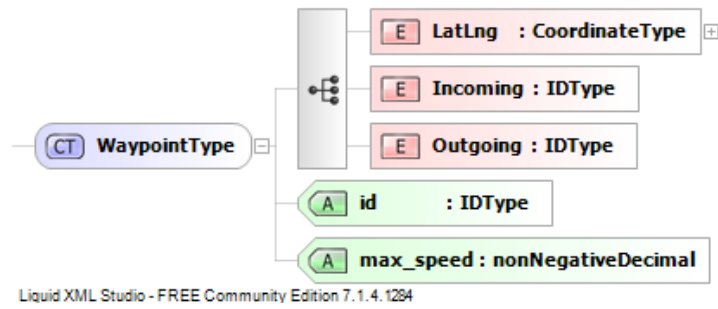 E LatLng : CoordinateType
E Incoming : IDType
CT WaypointType
E Outgoing : IDType
A id : IDType
A max_speed : nonNegativeDecimal
Liquid XML Studio - FREE Community Edition 7.1.4.1284